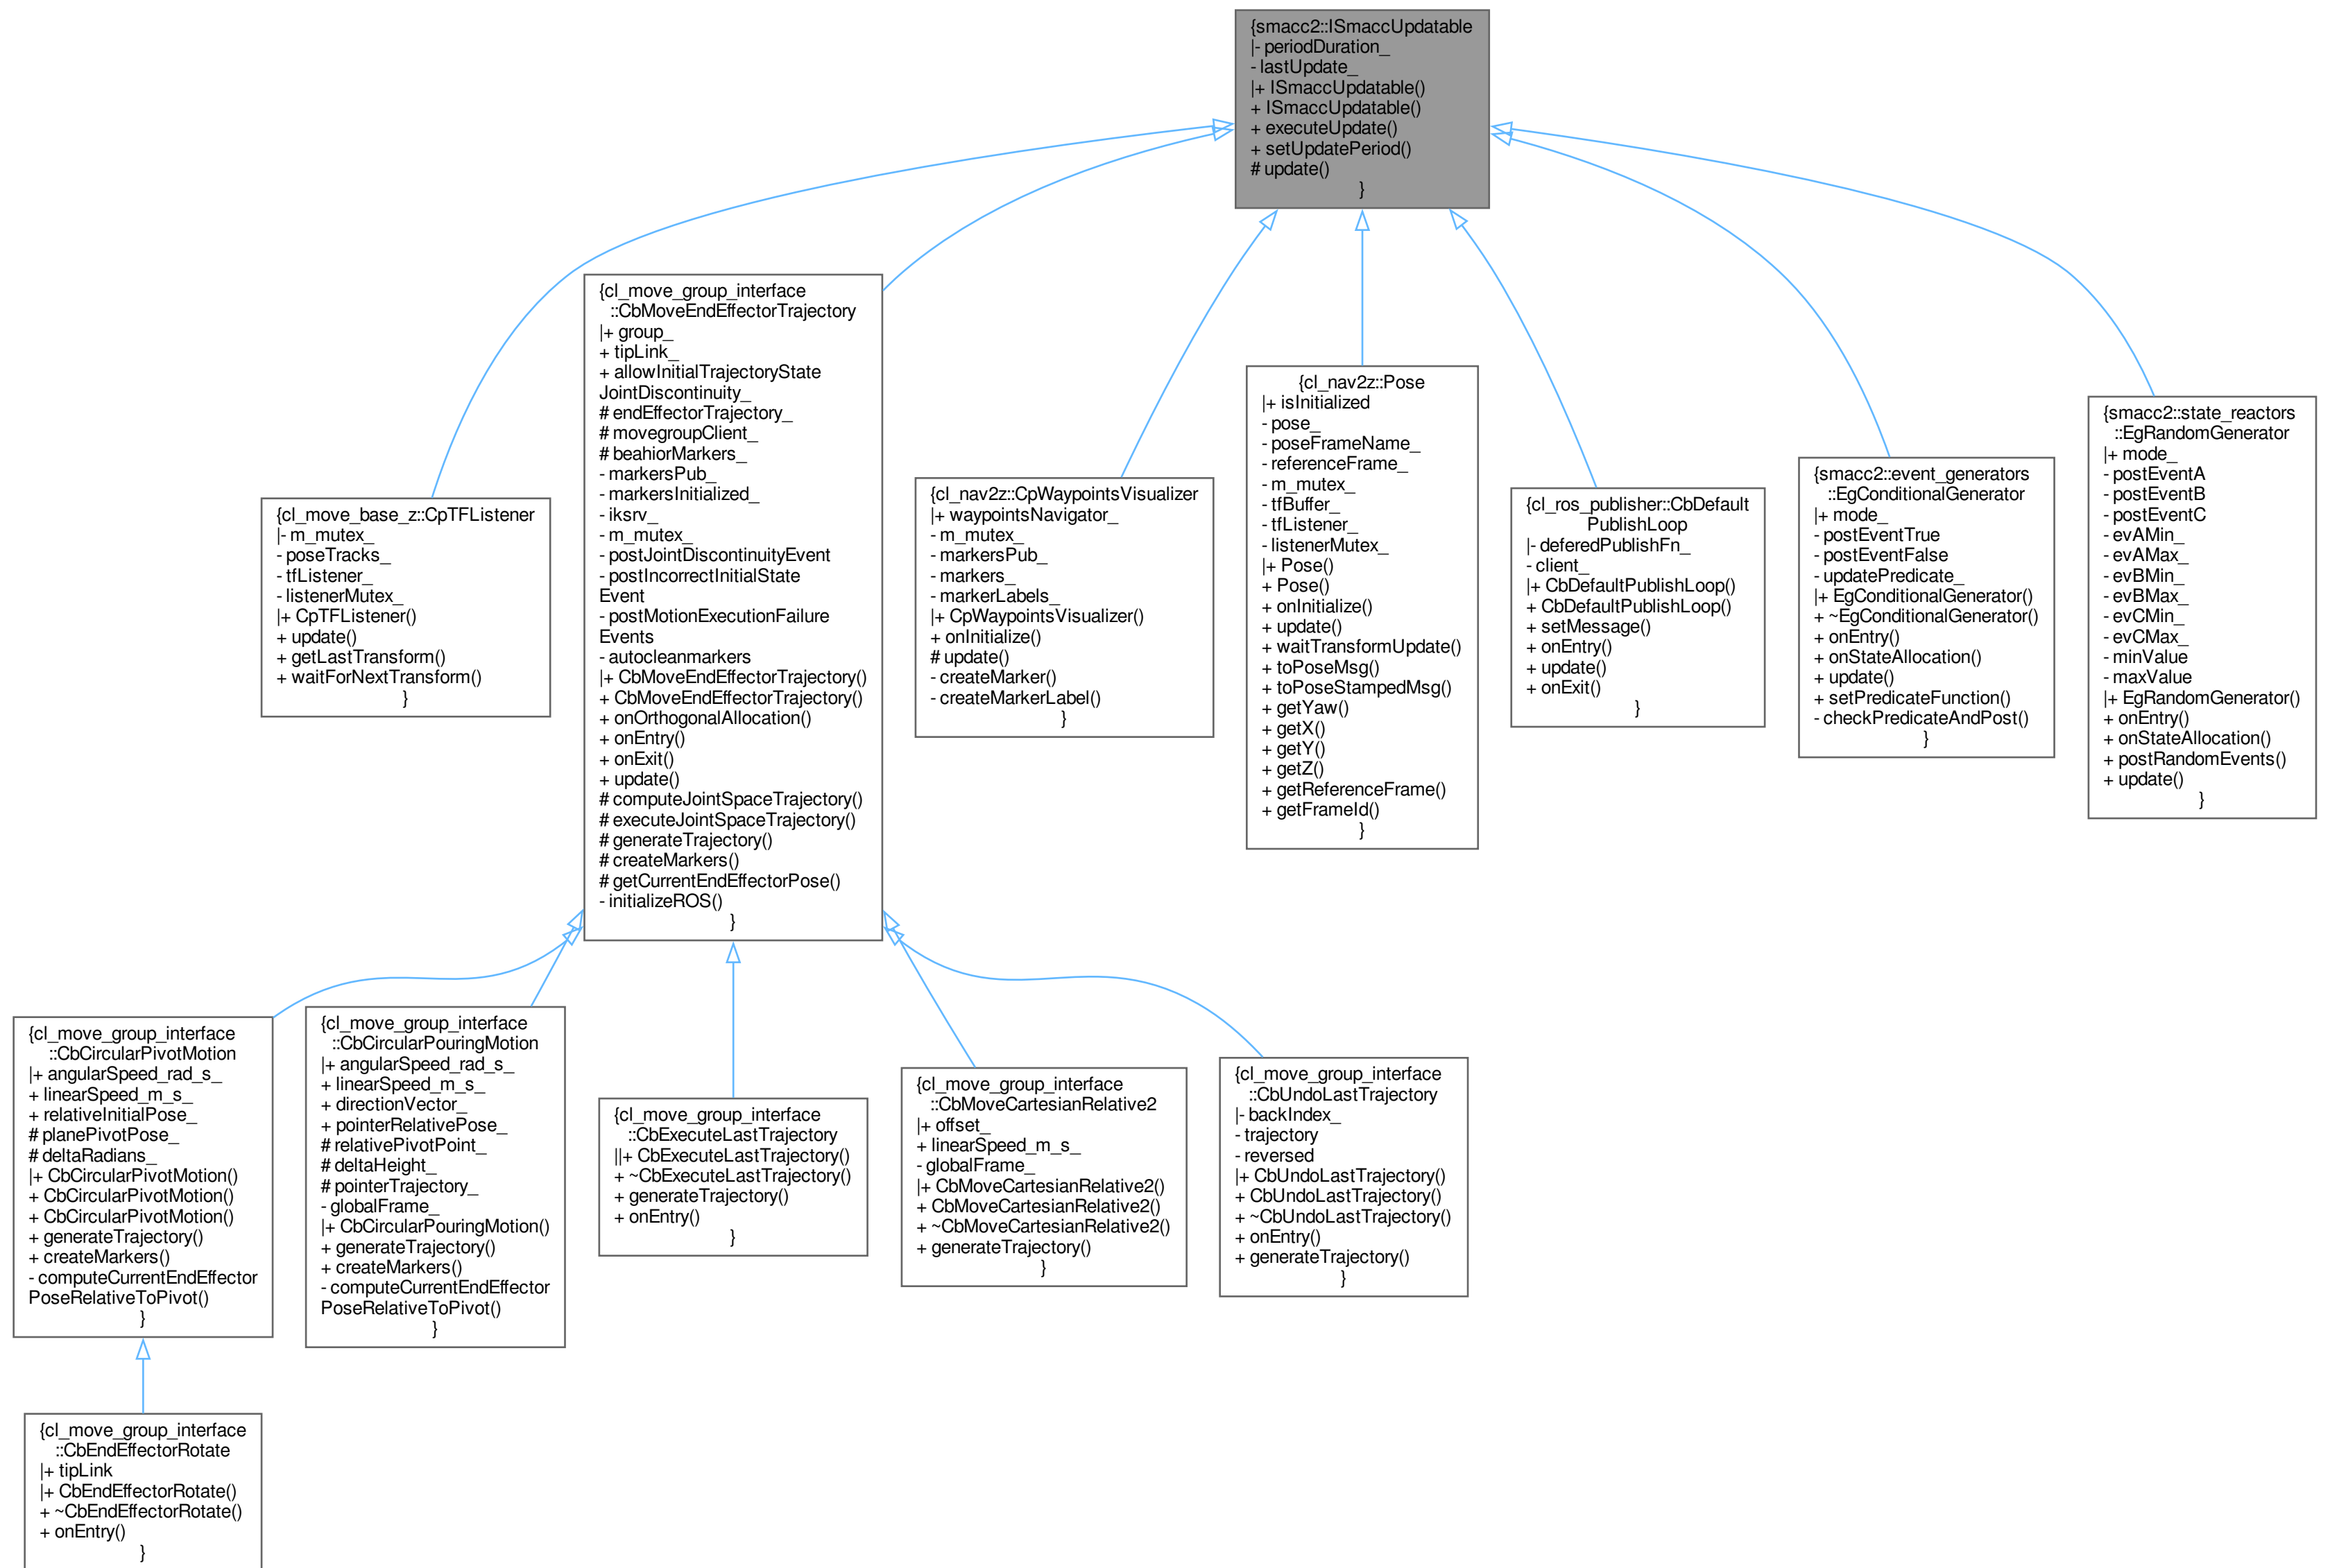 {smacc2::ISmaccUpdatable
|- periodDuration_
- lastUpdate_
|+ ISmaccUpdatable()
+ ISmaccUpdatable()
+ executeUpdate()
+ setUpdatePeriod()
# update()
}
{cl_move_base_z::CpTFListener
|- m_mutex_
- poseTracks_
- tfListener_
- listenerMutex_
|+ CpTFListener()
+ update()
+ getLastTransform()
+ waitForNextTransform()
}
{cl_move_group_interface
::CbMoveEndEffectorTrajectory
|+ group_
+ tipLink_
+ allowInitialTrajectoryState
JointDiscontinuity_
# endEffectorTrajectory_
# movegroupClient_
# beahiorMarkers_
- markersPub_
- markersInitialized_
- iksrv_
- m_mutex_
- postJointDiscontinuityEvent
- postIncorrectInitialState
Event
- postMotionExecutionFailure
Events
- autocleanmarkers
|+ CbMoveEndEffectorTrajectory()
+ CbMoveEndEffectorTrajectory()
+ onOrthogonalAllocation()
+ onEntry()
+ onExit()
+ update()
# computeJointSpaceTrajectory()
# executeJointSpaceTrajectory()
# generateTrajectory()
# createMarkers()
# getCurrentEndEffectorPose()
- initializeROS()
}
{cl_nav2z::CpWaypointsVisualizer
|+ waypointsNavigator_
- m_mutex_
- markersPub_
- markers_
- markerLabels_
|+ CpWaypointsVisualizer()
+ onInitialize()
# update()
- createMarker()
- createMarkerLabel()
}
{cl_nav2z::Pose
|+ isInitialized
- pose_
- poseFrameName_
- referenceFrame_
- m_mutex_
- tfBuffer_
- tfListener_
- listenerMutex_
|+ Pose()
+ Pose()
+ onInitialize()
+ update()
+ waitTransformUpdate()
+ toPoseMsg()
+ toPoseStampedMsg()
+ getYaw()
+ getX()
+ getY()
+ getZ()
+ getReferenceFrame()
+ getFrameId()
}
{cl_ros_publisher::CbDefault
PublishLoop
|- deferedPublishFn_
- client_
|+ CbDefaultPublishLoop()
+ CbDefaultPublishLoop()
+ setMessage()
+ onEntry()
+ update()
+ onExit()
}
{smacc2::event_generators
::EgConditionalGenerator
|+ mode_
- postEventTrue
- postEventFalse
- updatePredicate_
|+ EgConditionalGenerator()
+ ~EgConditionalGenerator()
+ onEntry()
+ onStateAllocation()
+ update()
+ setPredicateFunction()
- checkPredicateAndPost()
}
{smacc2::state_reactors
::EgRandomGenerator
|+ mode_
- postEventA
- postEventB
- postEventC
- evAMin_
- evAMax_
- evBMin_
- evBMax_
- evCMin_
- evCMax_
- minValue
- maxValue
|+ EgRandomGenerator()
+ onEntry()
+ onStateAllocation()
+ postRandomEvents()
+ update()
}
{cl_move_group_interface
::CbCircularPivotMotion
|+ angularSpeed_rad_s_
+ linearSpeed_m_s_
+ relativeInitialPose_
# planePivotPose_
# deltaRadians_
|+ CbCircularPivotMotion()
+ CbCircularPivotMotion()
+ CbCircularPivotMotion()
+ generateTrajectory()
+ createMarkers()
- computeCurrentEndEffector
PoseRelativeToPivot()
}
{cl_move_group_interface
::CbCircularPouringMotion
|+ angularSpeed_rad_s_
+ linearSpeed_m_s_
+ directionVector_
+ pointerRelativePose_
# relativePivotPoint_
# deltaHeight_
# pointerTrajectory_
- globalFrame_
|+ CbCircularPouringMotion()
+ generateTrajectory()
+ createMarkers()
- computeCurrentEndEffector
PoseRelativeToPivot()
}
{cl_move_group_interface
::CbExecuteLastTrajectory
||+ CbExecuteLastTrajectory()
+ ~CbExecuteLastTrajectory()
+ generateTrajectory()
+ onEntry()
}
{cl_move_group_interface
::CbMoveCartesianRelative2
|+ offset_
+ linearSpeed_m_s_
- globalFrame_
|+ CbMoveCartesianRelative2()
+ CbMoveCartesianRelative2()
+ ~CbMoveCartesianRelative2()
+ generateTrajectory()
}
{cl_move_group_interface
::CbUndoLastTrajectory
|- backIndex_
- trajectory
- reversed
|+ CbUndoLastTrajectory()
+ CbUndoLastTrajectory()
+ ~CbUndoLastTrajectory()
+ onEntry()
+ generateTrajectory()
}
{cl_move_group_interface
::CbEndEffectorRotate
|+ tipLink
|+ CbEndEffectorRotate()
+ ~CbEndEffectorRotate()
+ onEntry()
}